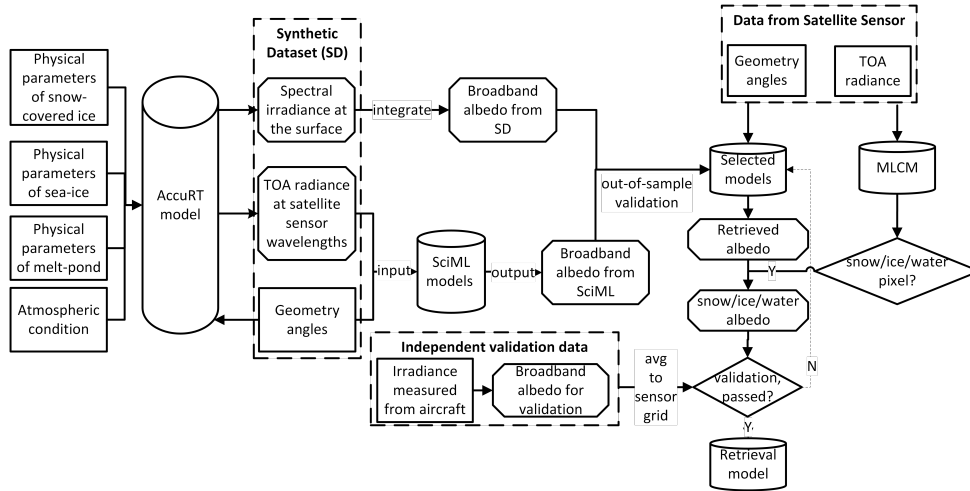 Physical
parameters
of snow-
covered ice
Physical
parameters
of sea-ice
Physical
parameters
of melt-pond
Atmospheric
condition
AccuRT
model
Synthetic
Dataset (SD)
Spectral
irradiance at
the surface
TOA radiance
at satellite
sensor
wavelengths
Geometry
angles
integrate
Broadband
albedo from
SD
input
SciML
models
output
Broadband
albedo from
SciML
out-of-sample
validation
Independent validation data
Irradiance
measured
from aircraft
Broadband
albedo for
validation
avg
to
sensor
grid
Data from Satellite Sensor
Geometry
angles
TOA
radiance
Selected
models
MLCM
Retrieved
albedo
snow/ice/water
pixel?
Y
snow/ice/water
albedo
validation,
passed?
N
Y
Retrieval
model